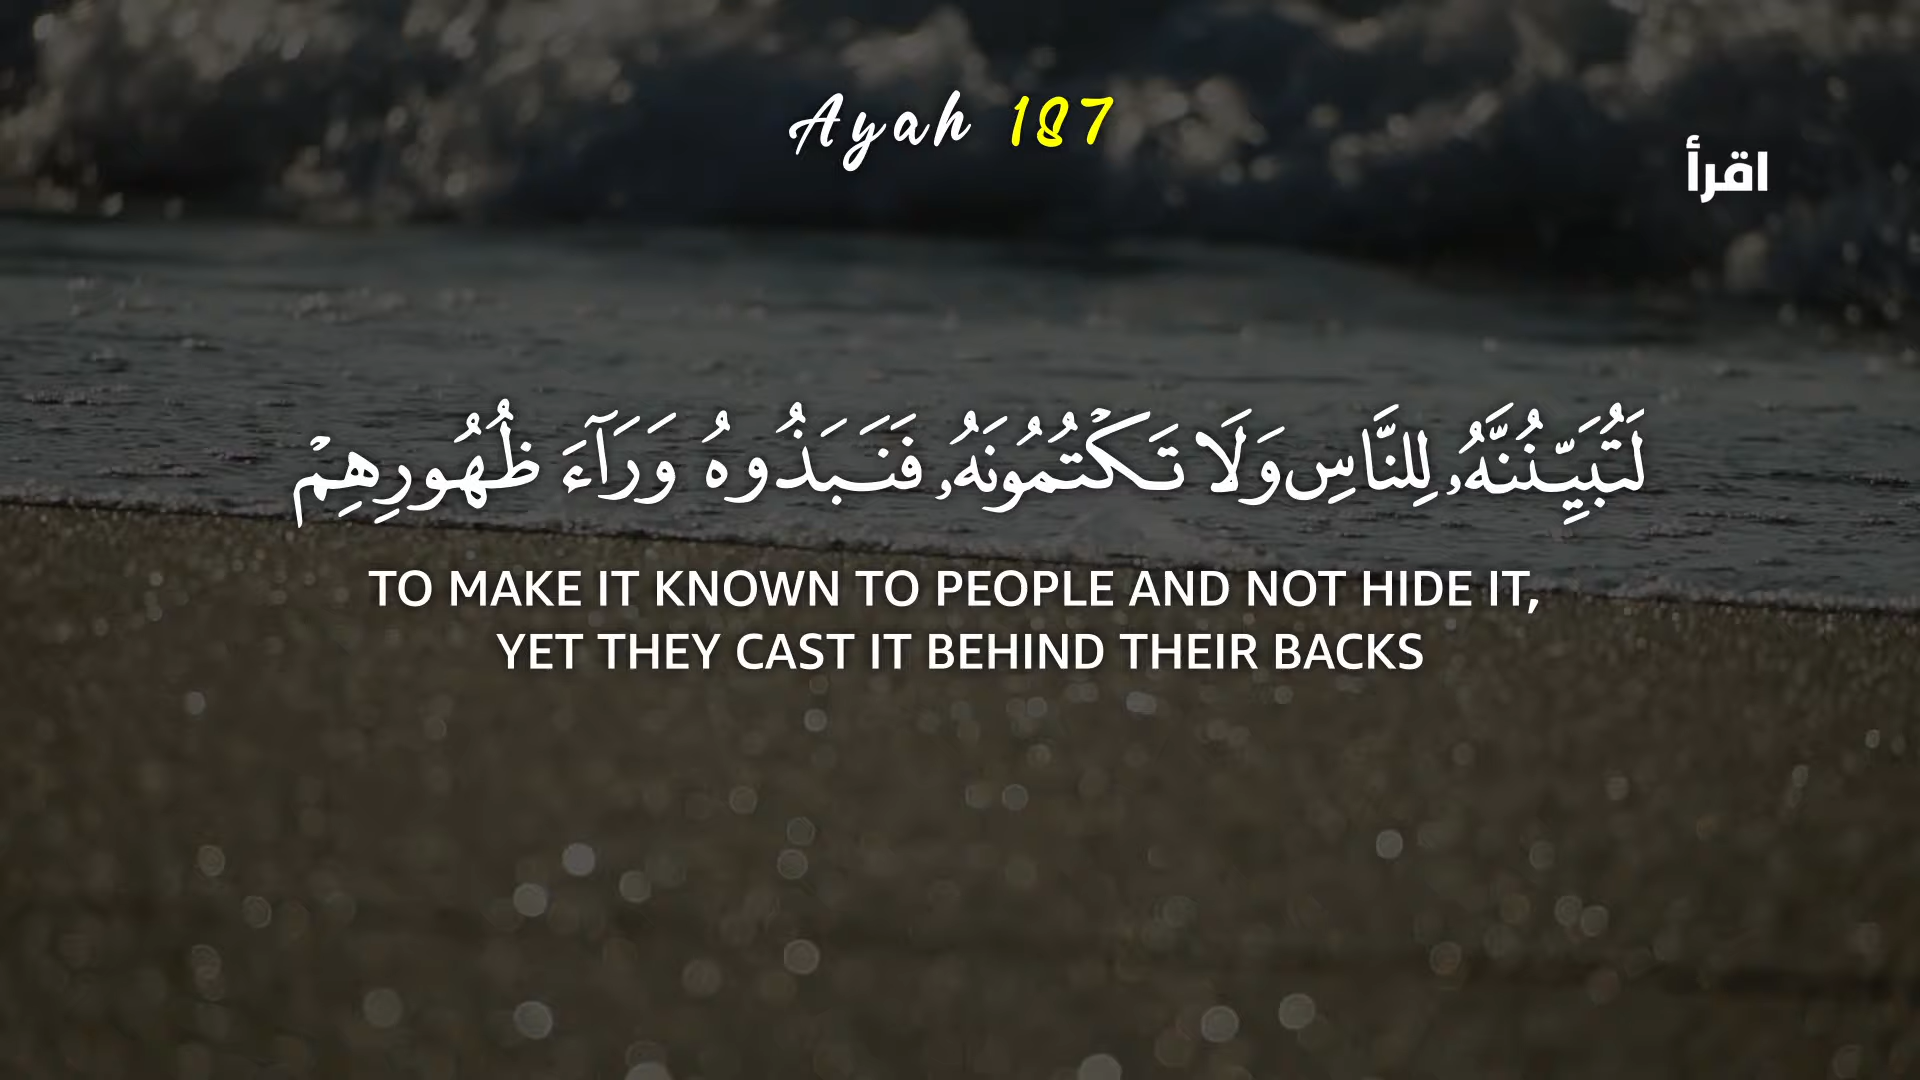 Ayah 187
اقرأ
لَتُبَيِّنُنَّهُۥ لِلنَّاسِ وَلَا تَكْتُمُونَهُۥ فَنَبَذُوهُ وَرَآءَ ظُهُورِهِمْ
TO MAKE IT KNOWN TO PEOPLE AND NOT HIDE IT,
YET THEY CAST IT BEHIND THEIR BACKS